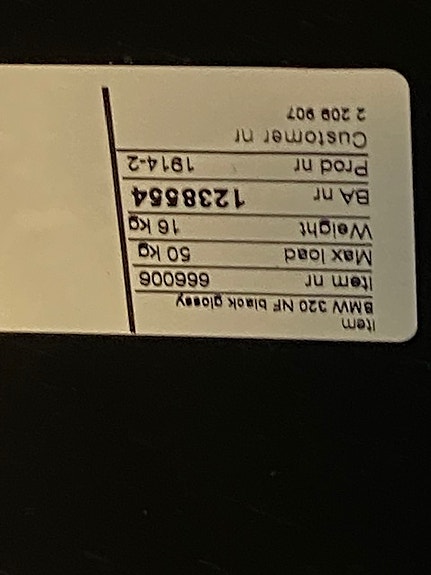 Item
BMW 320 NF black glossy
Item nr 666006
Max load 50 kg
Weight 16 kg
BA nr 1238554
Prod nr 1914-2
Customer nr
2 209 907